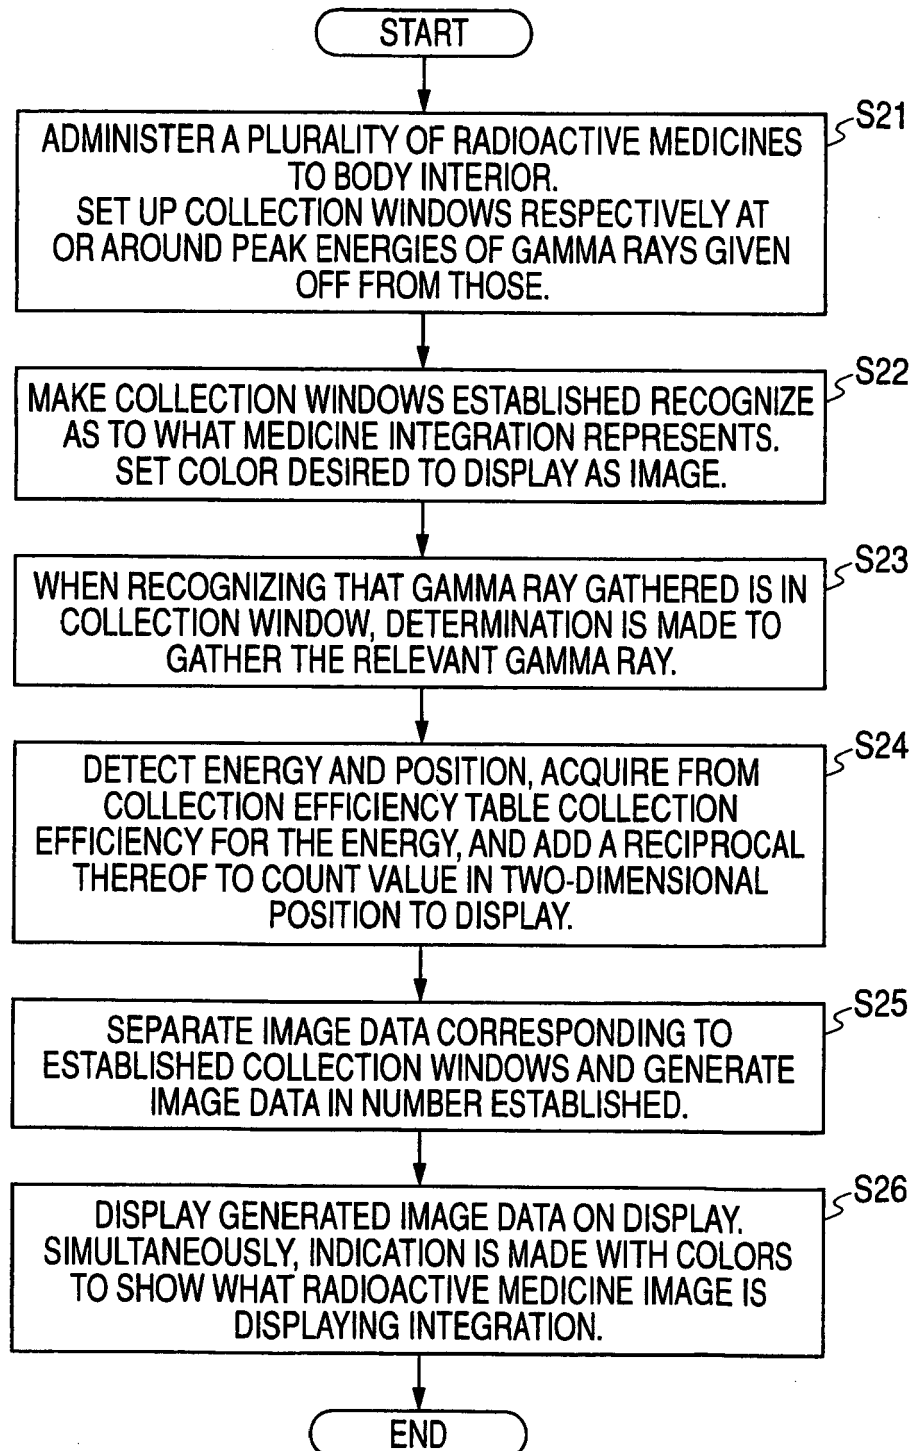 START
S21
ADMINISTER A PLURALITY OF RADIOACTIVE MEDICINES
TO BODY INTERIOR.
SET UP COLLECTION WINDOWS RESPECTIVELY AT
OR AROUND PEAK ENERGIES OF GAMMA RAYS GIVEN
OFF FROM THOSE.
S22
MAKE COLLECTION WINDOWS ESTABLISHED RECOGNIZE
AS TO WHAT MEDICINE INTEGRATION REPRESENTS.
SET COLOR DESIRED TO DISPLAY AS IMAGE.
S23
WHEN RECOGNIZING THAT GAMMA RAY GATHERED IS IN
COLLECTION WINDOW, DETERMINATION IS MADE TO
GATHER THE RELEVANT GAMMA RAY.
S24
DETECT ENERGY AND POSITION, ACQUIRE FROM
COLLECTION EFFICIENCY TABLE COLLECTION
EFFICIENCY FOR THE ENERGY, AND ADD A RECIPROCAL
THEREOF TO COUNT VALUE IN TWO-DIMENSIONAL
POSITION TO DISPLAY.
S25
SEPARATE IMAGE DATA CORRESPONDING TO
ESTABLISHED COLLECTION WINDOWS AND GENERATE
IMAGE DATA IN NUMBER ESTABLISHED.
S26
DISPLAY GENERATED IMAGE DATA ON DISPLAY.
SIMULTANEOUSLY, INDICATION IS MADE WITH COLORS
TO SHOW WHAT RADIOACTIVE MEDICINE IMAGE IS
DISPLAYING INTEGRATION.
END